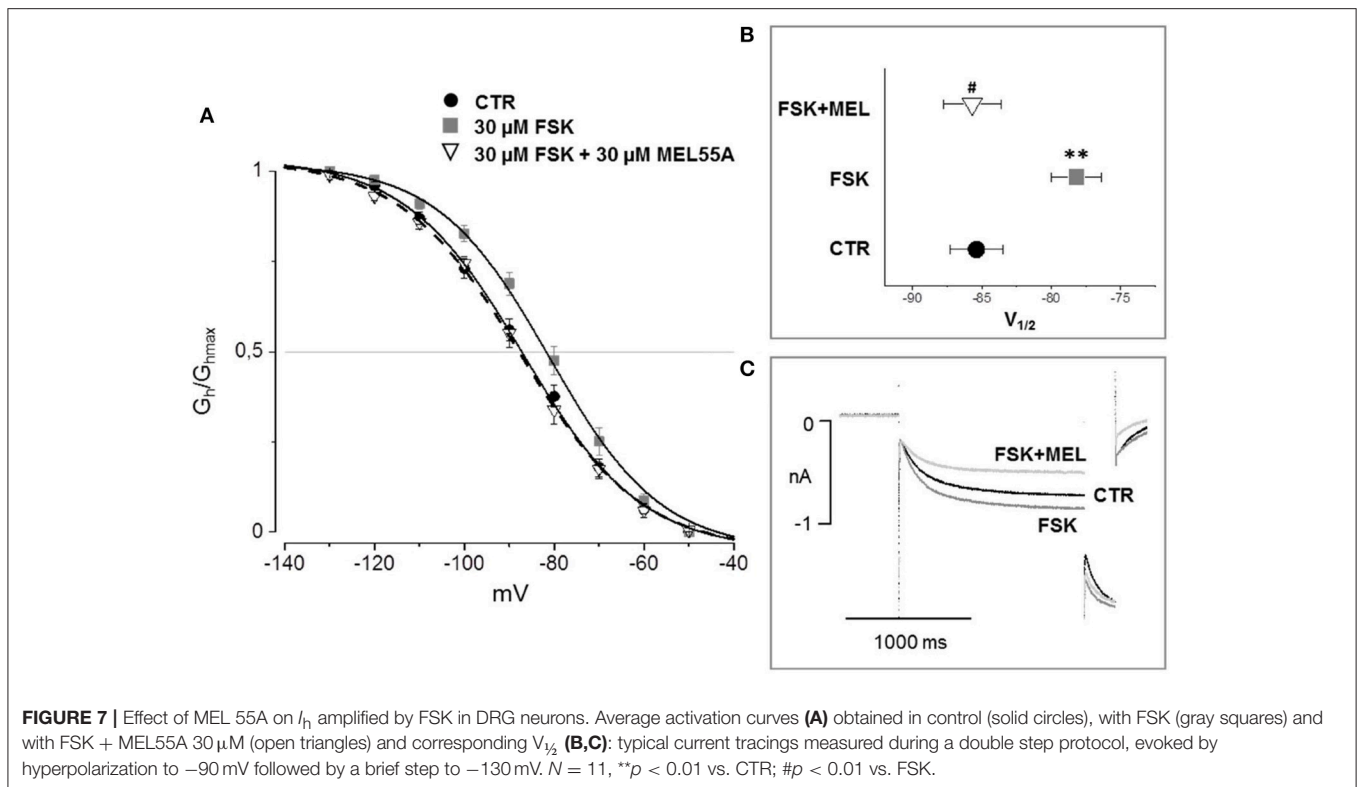 A
CTR
30 µM FSK
30 µM FSK + 30 µM MEL55A
1
0,5
0
G_h/G_hmax
-140 -120 -100 -80 -60 -40
mV
B
#
FSK+MEL
**
FSK
CTR
-90 -85 -80 -75
V_1/2
C
0
nA
-1
FSK+MEL
CTR
FSK
1000 ms
FIGURE 7 | Effect of MEL 55A on I_h amplified by FSK in DRG neurons. Average activation curves (A) obtained in control (solid circles), with FSK (gray squares) and
with FSK + MEL55A 30 µM (open triangles) and corresponding V_½ (B,C): typical current tracings measured during a double step protocol, evoked by
hyperpolarization to −90 mV followed by a brief step to −130 mV. N = 11, **p < 0.01 vs. CTR; #p < 0.01 vs. FSK.